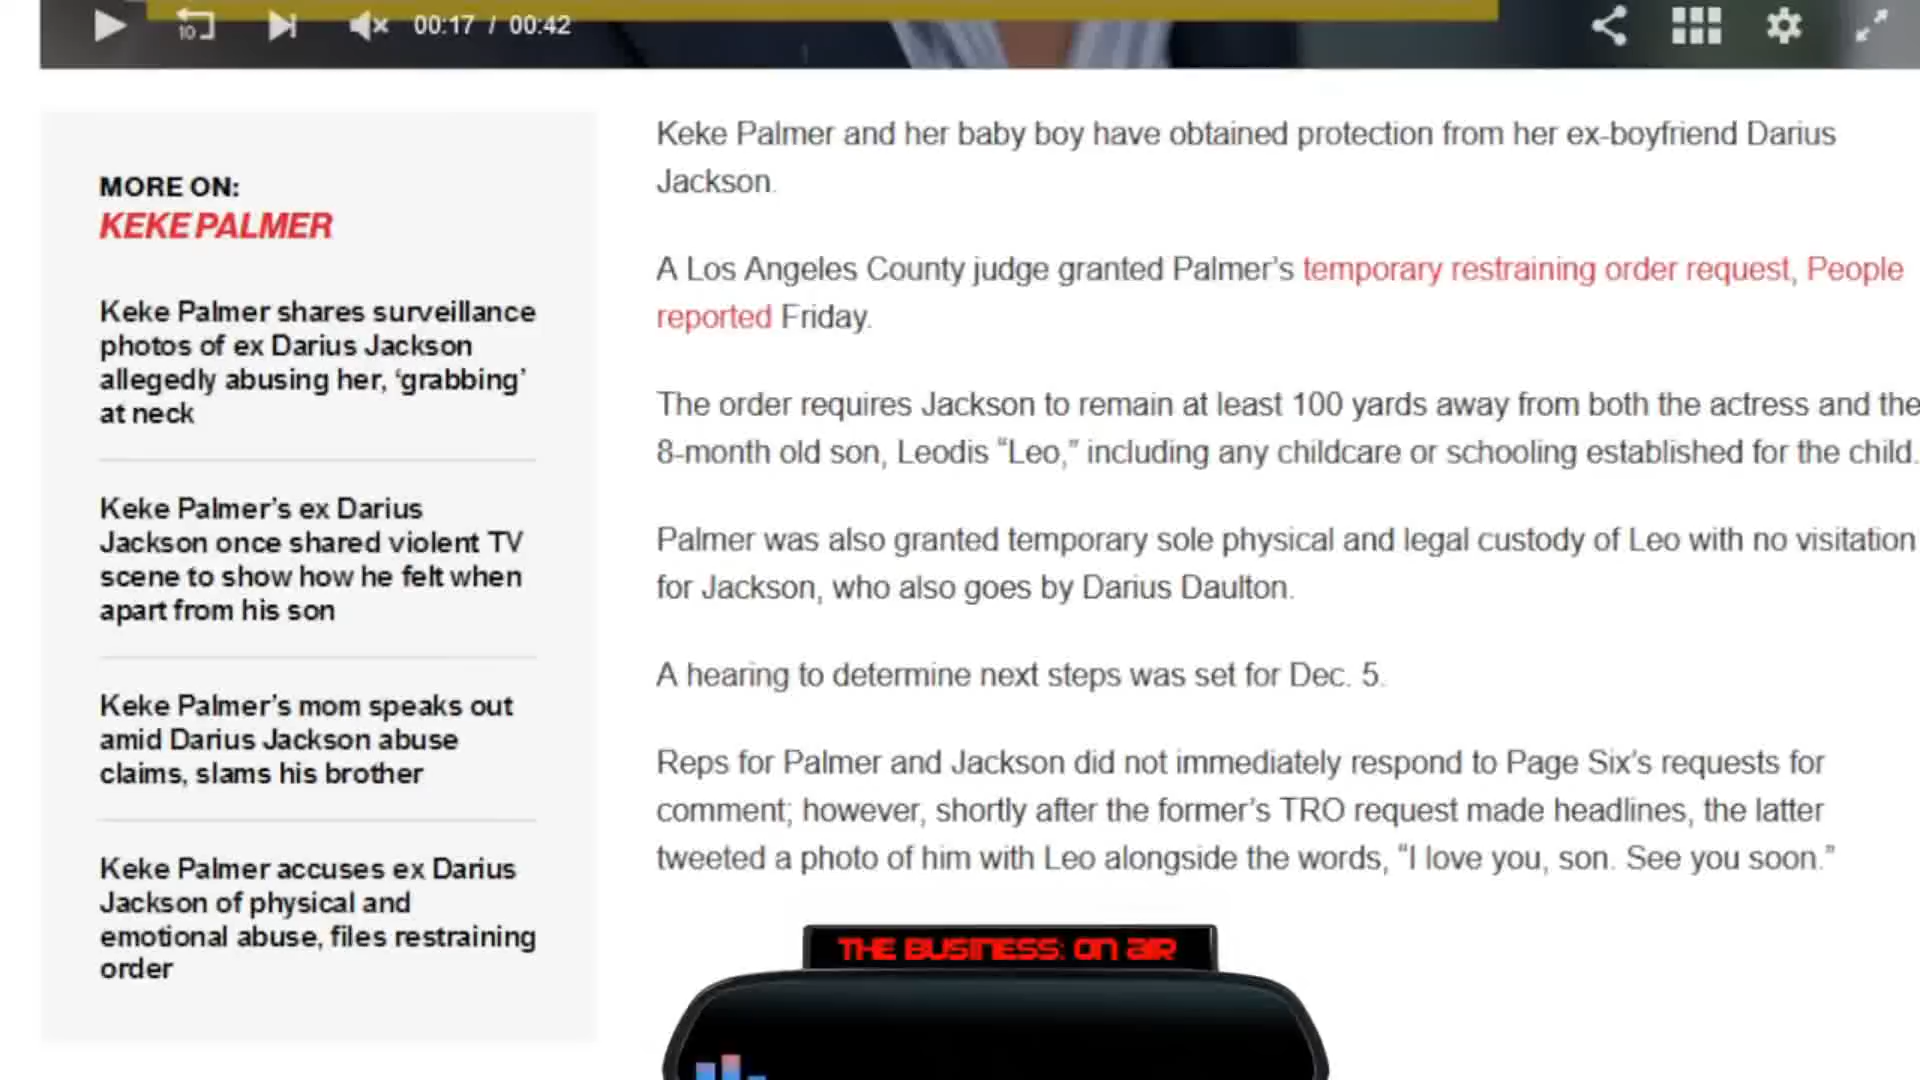 10
00:17 / 00:42
MORE ON:
KEKE PALMER
Keke Palmer shares surveillance
photos of ex Darius Jackson
allegedly abusing her, ‘grabbing’
at neck
Keke Palmer’s ex Darius
Jackson once shared violent TV
scene to show how he felt when
apart from his son
Keke Palmer’s mom speaks out
amid Darius Jackson abuse
claims, slams his brother
Keke Palmer accuses ex Darius
Jackson of physical and
emotional abuse, files restraining
order
Keke Palmer and her baby boy have obtained protection from her ex-boyfriend Darius
Jackson.
A Los Angeles County judge granted Palmer’s temporary restraining order request, People
reported Friday.
The order requires Jackson to remain at least 100 yards away from both the actress and the
8-month old son, Leodis “Leo,” including any childcare or schooling established for the child.
Palmer was also granted temporary sole physical and legal custody of Leo with no visitation
for Jackson, who also goes by Darius Daulton.
A hearing to determine next steps was set for Dec. 5.
Reps for Palmer and Jackson did not immediately respond to Page Six’s requests for
comment; however, shortly after the former’s TRO request made headlines, the latter
tweeted a photo of him with Leo alongside the words, “I love you, son. See you soon.”
THE BUSINESS: ON AIR